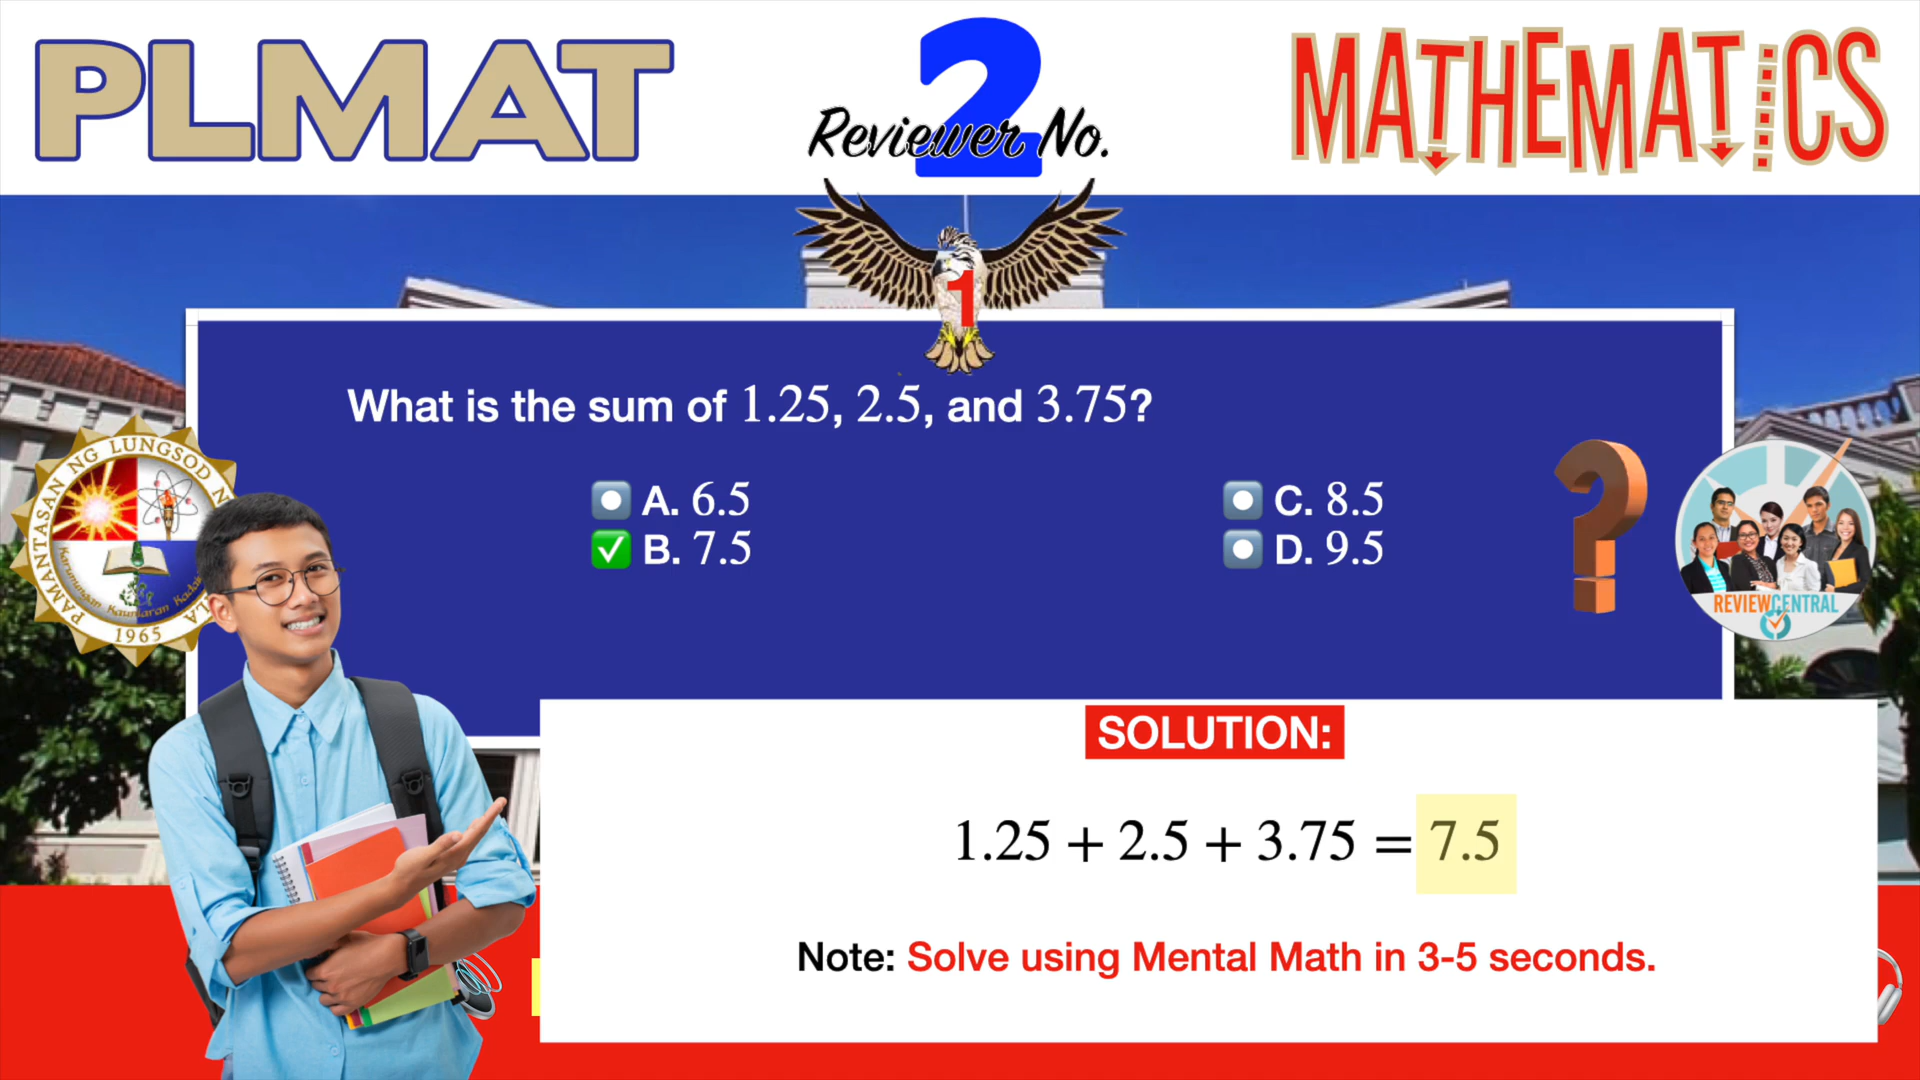 PLMAT
2
Reviewer No.
MATHEMATICS
1
What is the sum of 1.25, 2.5, and 3.75?
A. 6.5
B. 7.5
C. 8.5
D. 9.5
PAMANTASAN NG LUNGSOD
Karunungan Kaunlaran
1965
REVIEWCENTRAL
SOLUTION:
1.25 + 2.5 + 3.75 = 7.5
Note: Solve using Mental Math in 3-5 seconds.